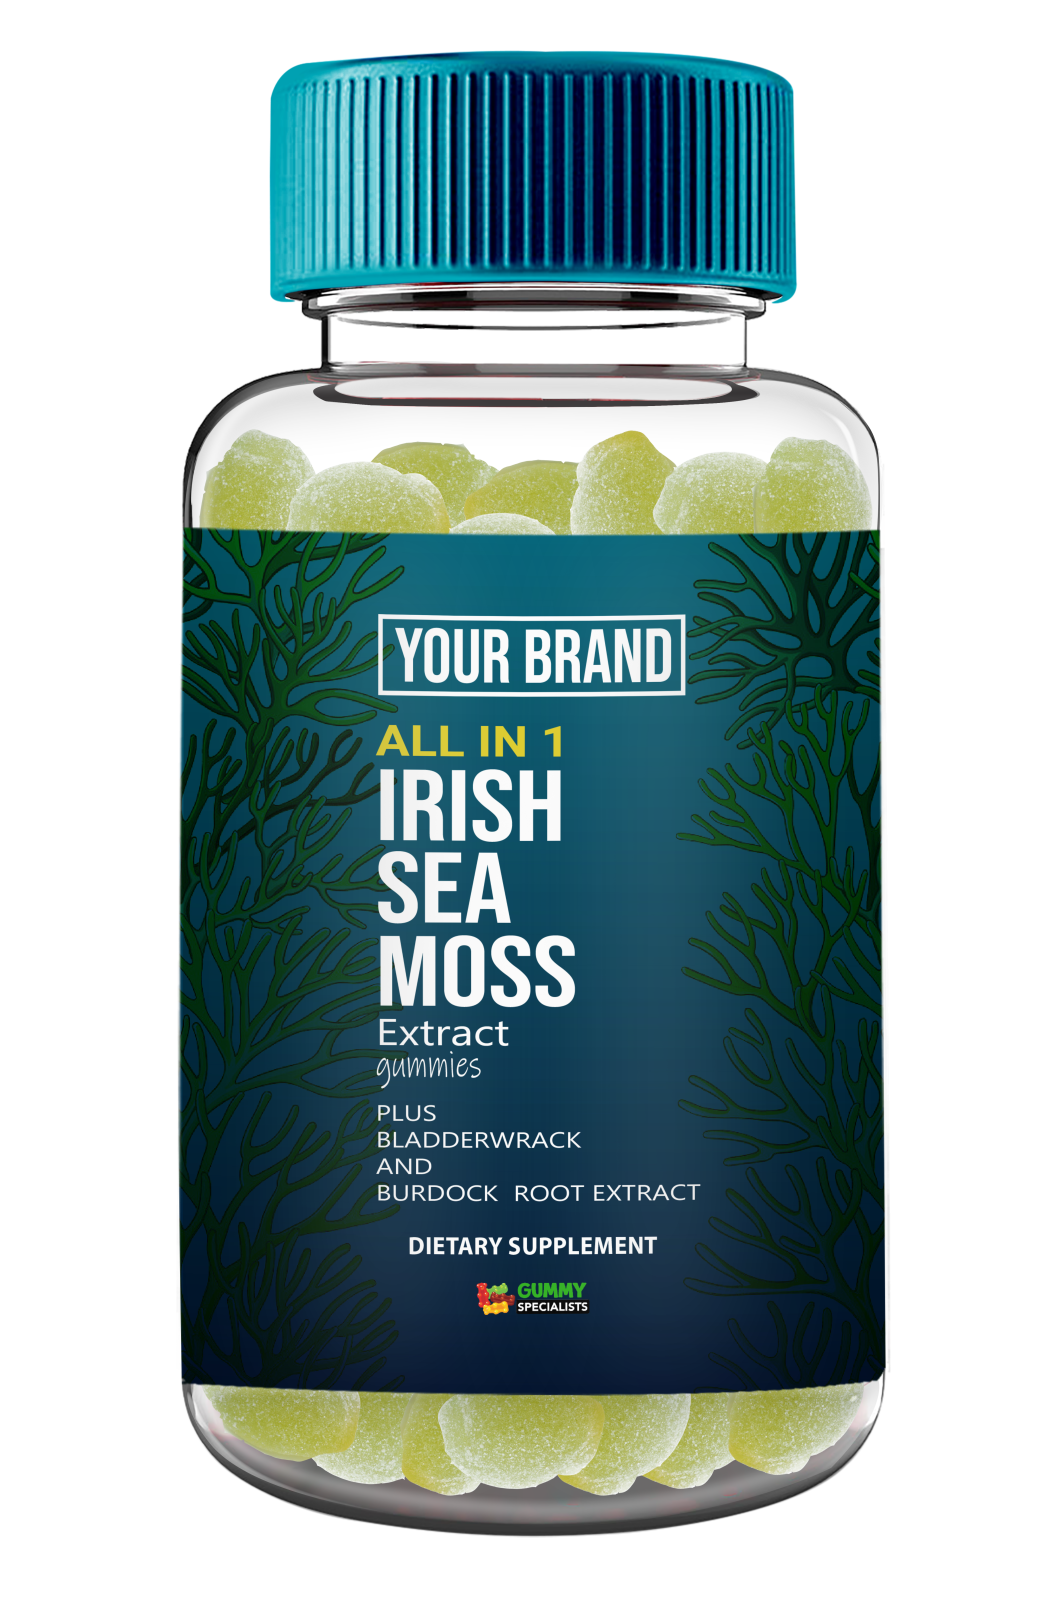 YOUR BRAND
ALL IN 1
IRISH
SEA
MOSS
Extract
gummies
PLUS
BLADDERWRACK
AND
BURDOCK ROOT EXTRACT
DIETARY SUPPLEMENT
GUMMY
SPECIALISTS